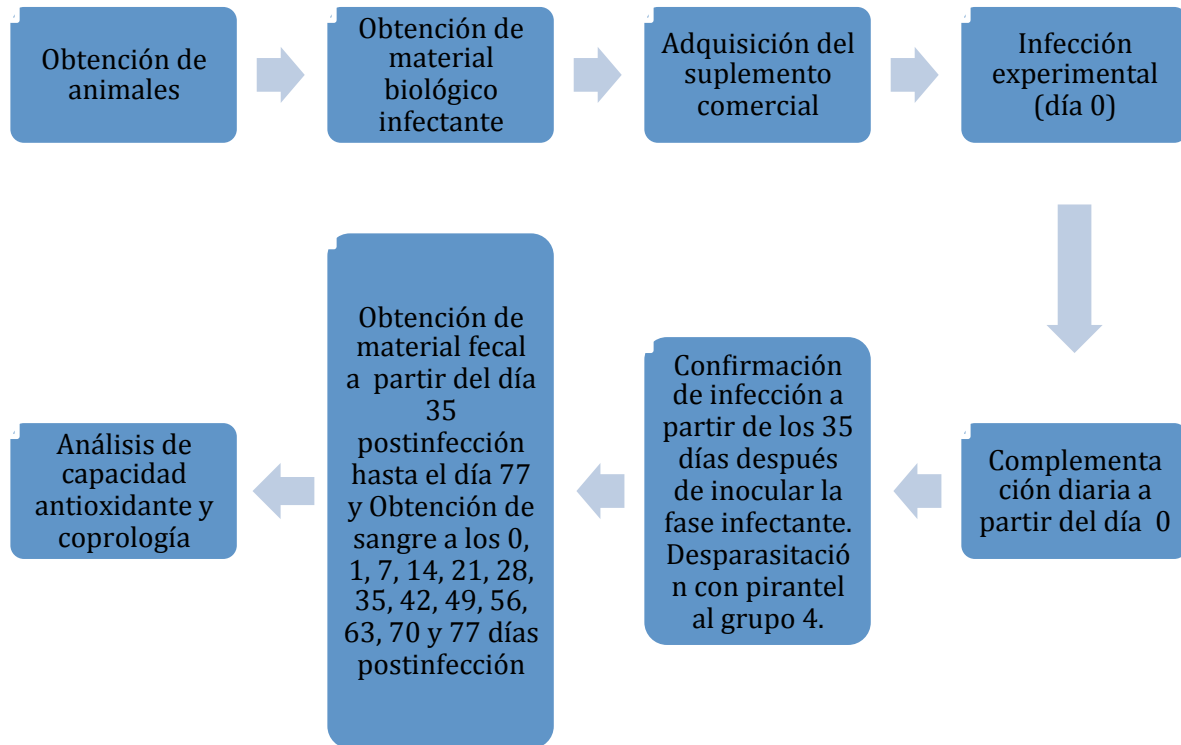 Obtención de
animales
Obtención de
material
biológico
infectante
Adquisición del
suplemento
comercial
Infección
experimental
(día 0)
Complementa
ción diaria a
partir del día 0
Confirmación
de infección a
partir de los 35
días después
de inocular la
fase infectante.
Desparasitació
n con pirantel
al grupo 4.
Obtención de
material fecal
a partir del día
35
postinfección
hasta el día 77
y Obtención de
sangre a los 0,
1, 7, 14, 21, 28,
35, 42, 49, 56,
63, 70 y 77 días
postinfección
Análisis de
capacidad
antioxidante y
coprología